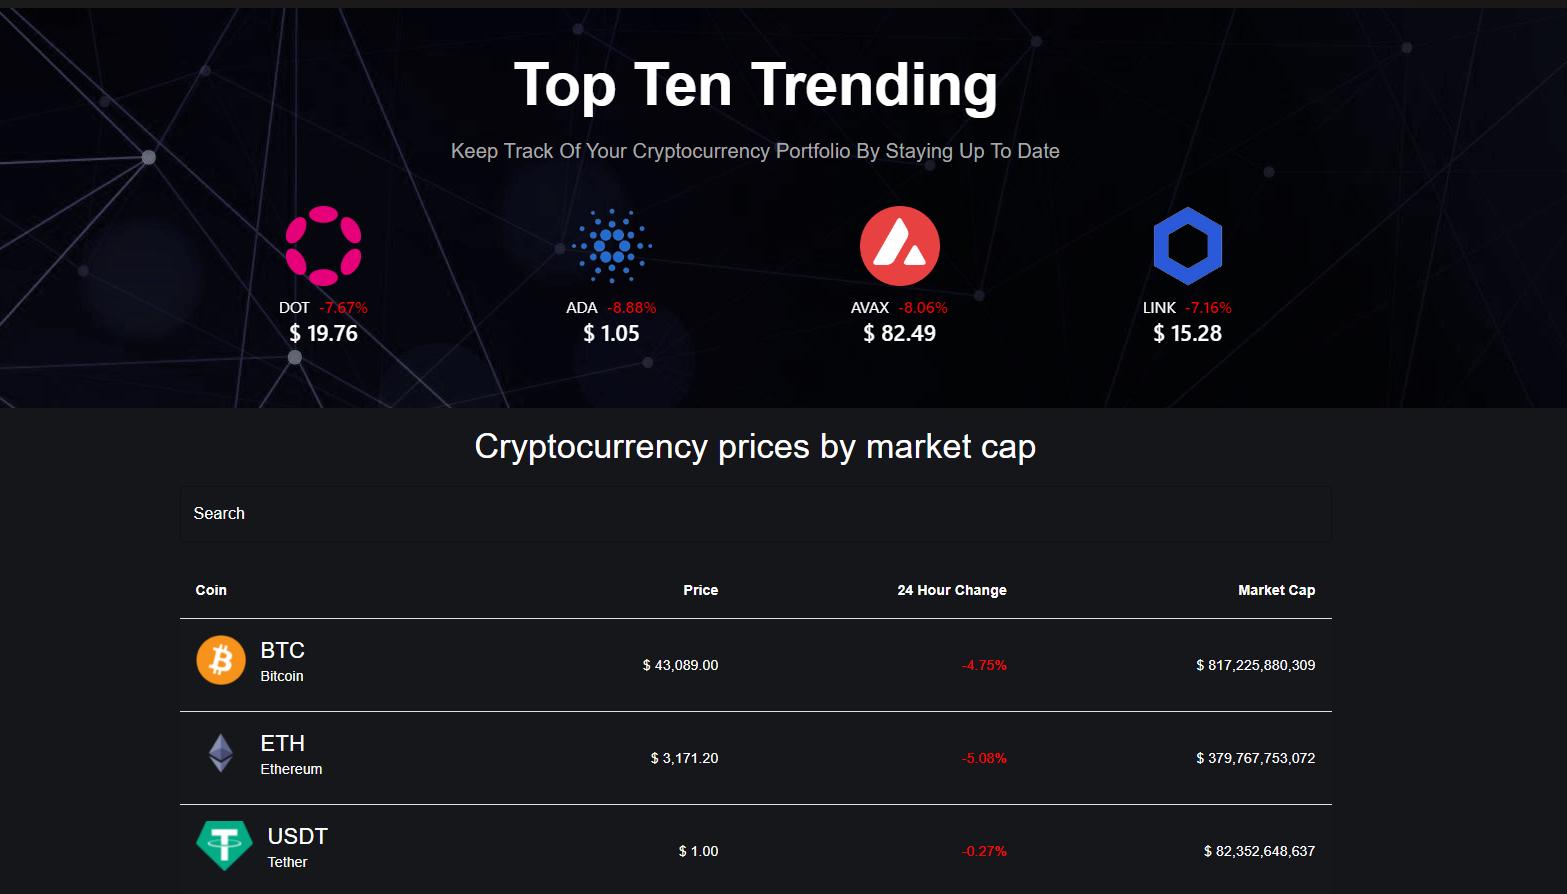 Top Ten Trending
Keep Track Of Your Cryptocurrency Portfolio By Staying Up To Date
DOT -7.67%
$ 19.76
ADA -8.88%
$ 1.05
AVAX -8.06%
$ 82.49
LINK -7.16%
$ 15.28
Cryptocurrency prices by market cap
Search
Coin Price 24 Hour Change Market Cap
BTC
Bitcoin
$ 43,089.00 -4.75% $ 817,225,880,309
ETH
Ethereum
$ 3,171.20 -5.08% $ 379,767,753,072
USDT
Tether
$ 1.00 -0.27% $ 82,352,648,637